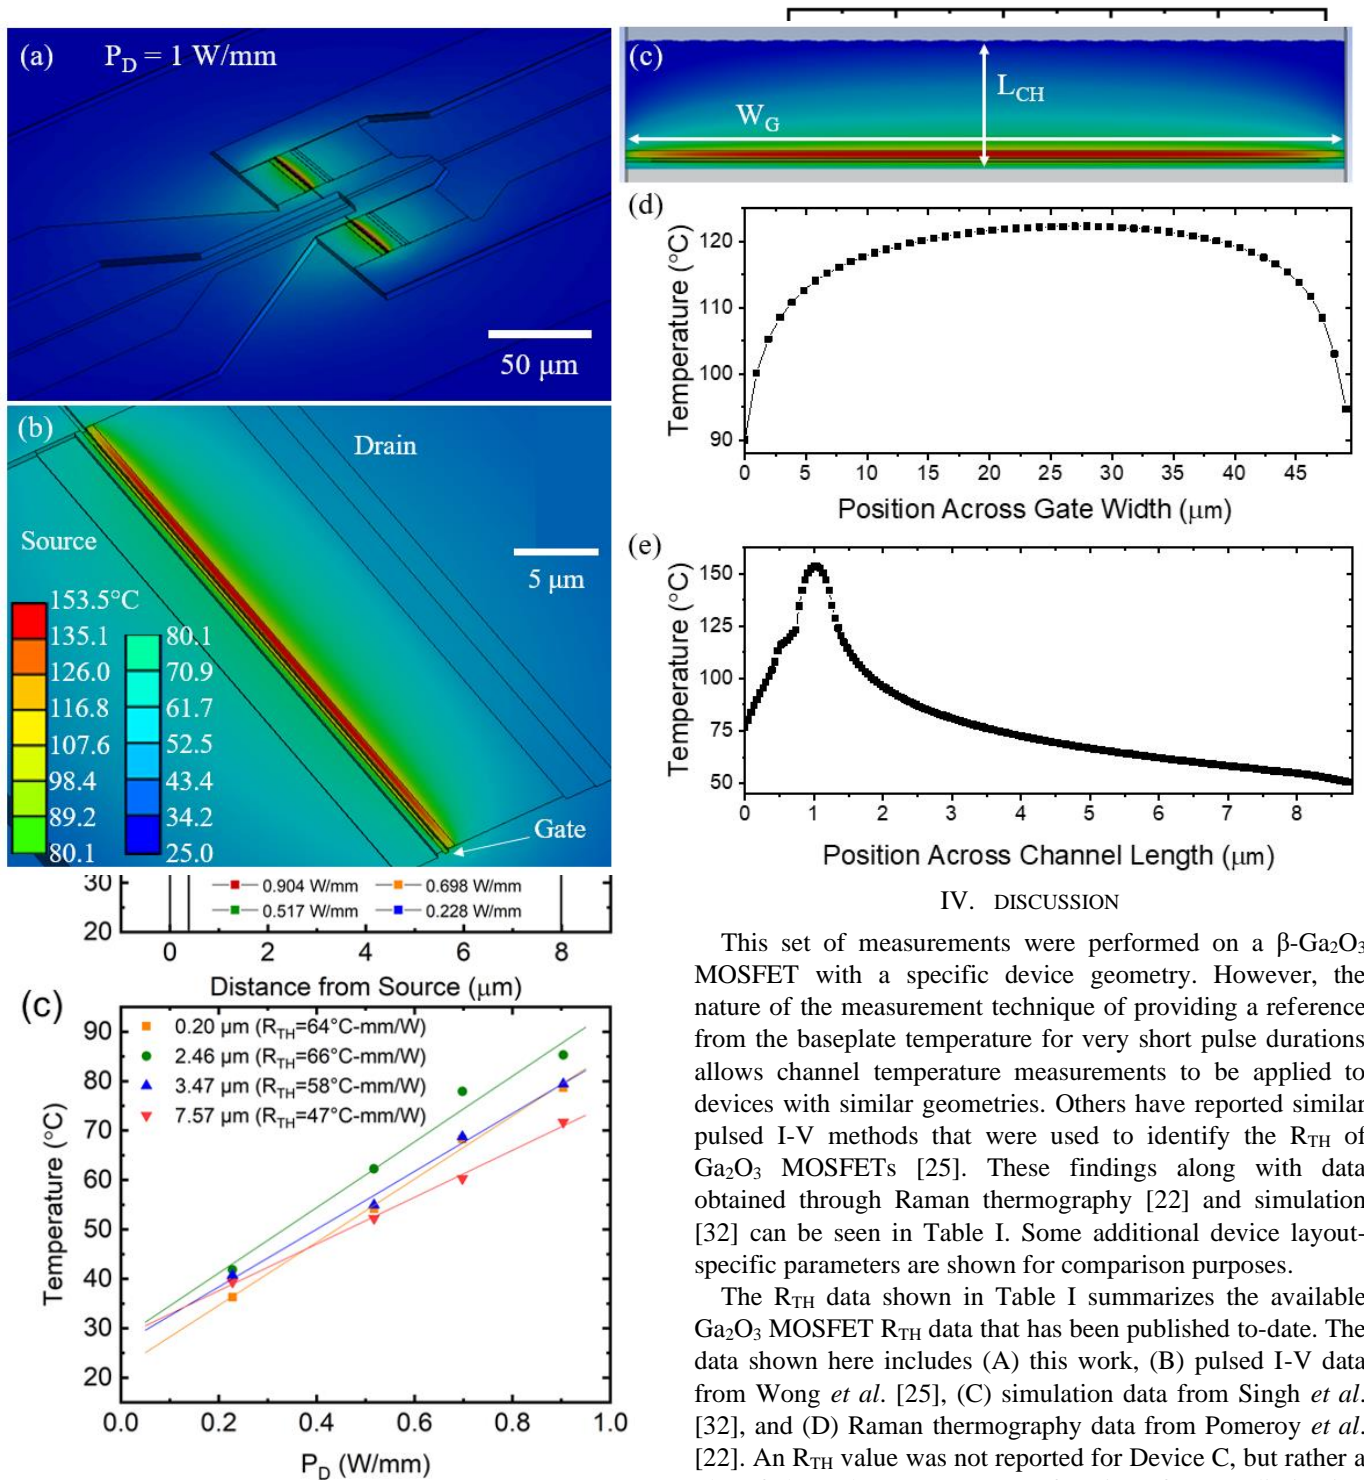 (a)
P_D = 1 W/mm
50 μm
(b)
Drain
Source
5 μm
Gate
153.5°C
135.1
126.0
116.8
107.6
98.4
89.2
80.1
80.1
70.9
61.7
52.5
43.4
34.2
25.0
(c)
L_CH
W_G
(d)
Temperature (°C)
120
110
100
90
0 5 10 15 20 25 30 35 40 45
Position Across Gate Width (μm)
(e)
Temperature (°C)
150
125
100
75
50
0 1 2 3 4 5 6 7 8
Position Across Channel Length (μm)
30
20
0.904 W/mm 0.698 W/mm
0.517 W/mm 0.228 W/mm
0 2 4 6 8
Distance from Source (μm)
(c)
0.20 μm (R_TH=64°C-mm/W)
2.46 μm (R_TH=66°C-mm/W)
3.47 μm (R_TH=58°C-mm/W)
7.57 μm (R_TH=47°C-mm/W)
Temperature (°C)
90
80
70
60
50
40
30
20
0.0 0.2 0.4 0.6 0.8 1.0
P_D (W/mm)
IV. DISCUSSION
This set of measurements were performed on a β-Ga₂O₃
MOSFET with a specific device geometry. However, the
nature of the measurement technique of providing a reference
from the baseplate temperature for very short pulse durations
allows channel temperature measurements to be applied to
devices with similar geometries. Others have reported similar
pulsed I-V methods that were used to identify the R_TH of
Ga₂O₃ MOSFETs [25]. These findings along with data
obtained through Raman thermography [22] and simulation
[32] can be seen in Table I. Some additional device layout-
specific parameters are shown for comparison purposes.
The R_TH data shown in Table I summarizes the available
Ga₂O₃ MOSFET R_TH data that has been published to-date. The
data shown here includes (A) this work, (B) pulsed I-V data
from Wong et al. [25], (C) simulation data from Singh et al.
[32], and (D) Raman thermography data from Pomeroy et al.
[22]. An R_TH value was not reported for Device C, but rather a